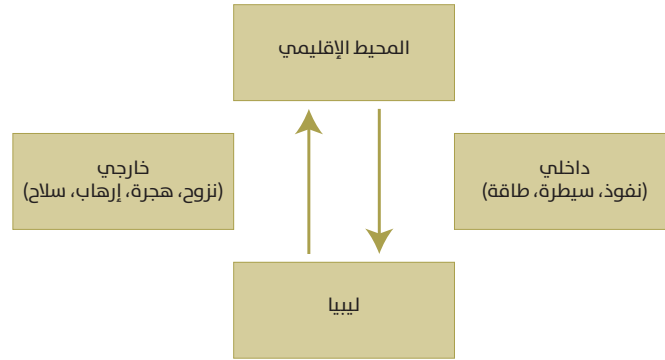 المحيط الإقليمي
داخلي
(نفوذ، سيطرة، طاقة)
خارجي
(نزوح، هجرة، إرهاب، سلاح)
ليبيا